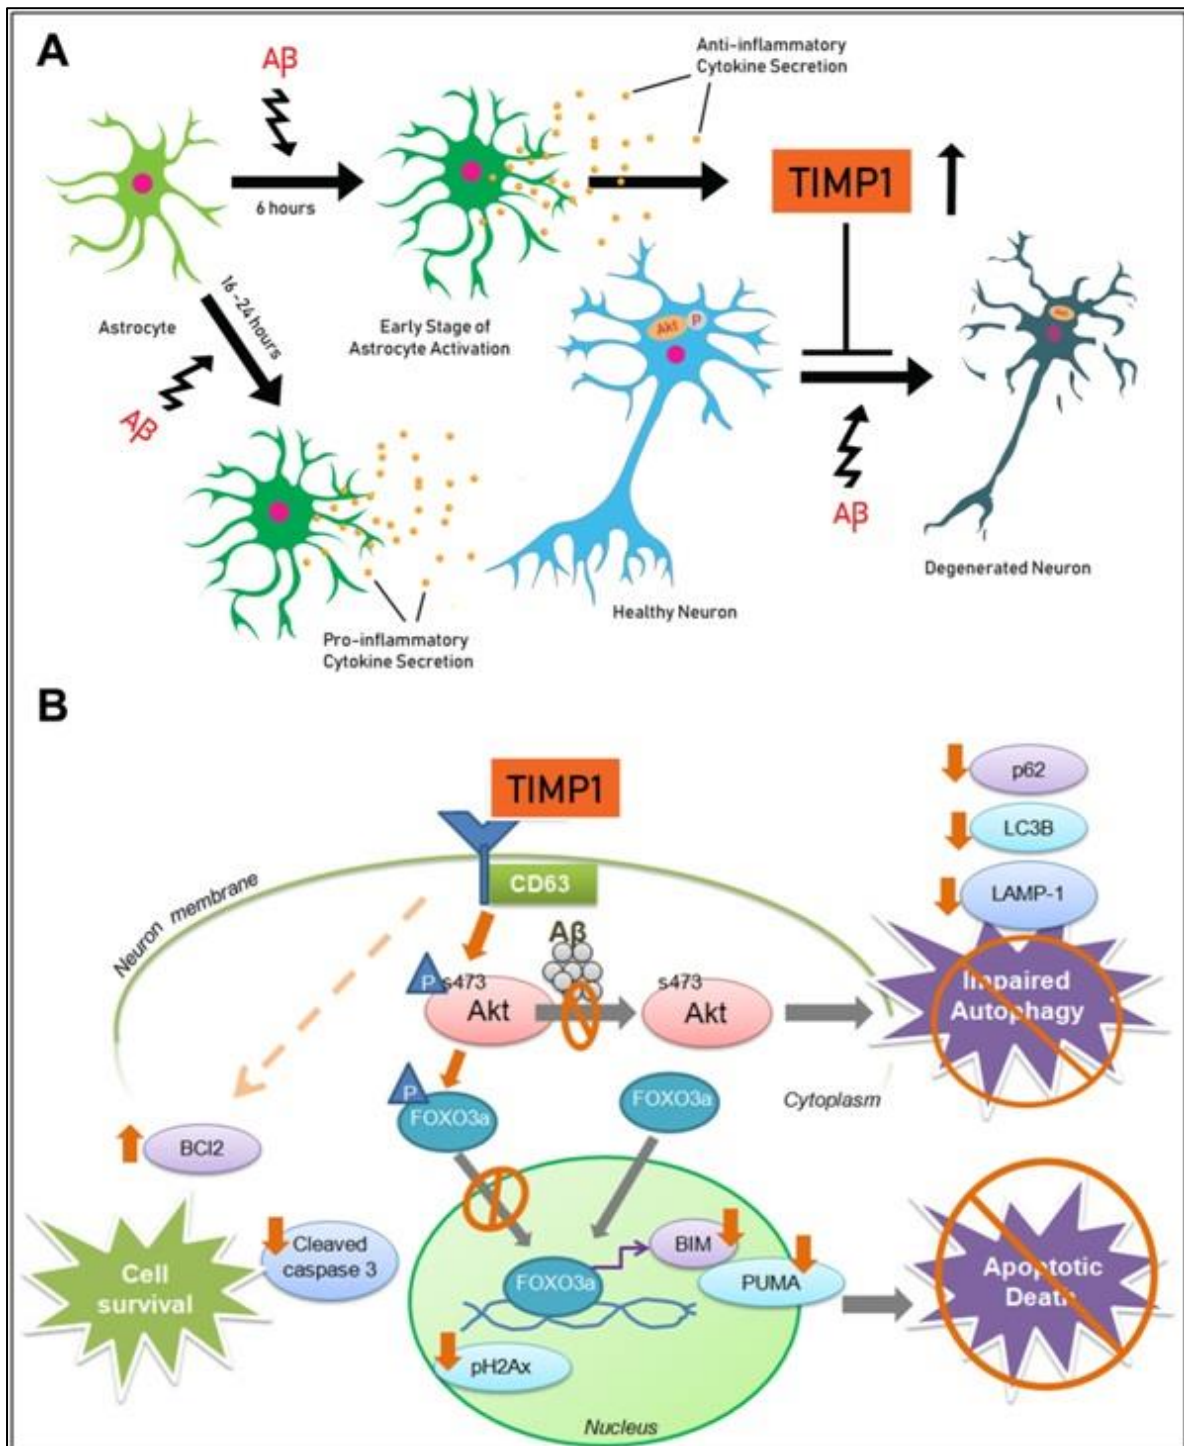 A
Aβ
Anti-inflammatory
Cytokine Secretion
6 hours
TIMP1
Astrocyte
16 -24 hours
Early Stage of
Astrocyte Activation
Akt
P
Akt
Aβ
Aβ
Degenerated Neuron
Healthy Neuron
Pro-inflammatory
Cytokine Secretion
B
TIMP1
p62
LC3B
LAMP-1
Neuron membrane
CD63
Aβ
Impaired
Autophagy
P
s473
Akt
s473
Akt
P
FOXO3a
FOXO3a
Cytoplasm
BCl2
Cell
survival
Cleaved
caspase 3
BIM
FOXO3a
PUMA
Apoptotic
Death
pH2Ax
Nucleus